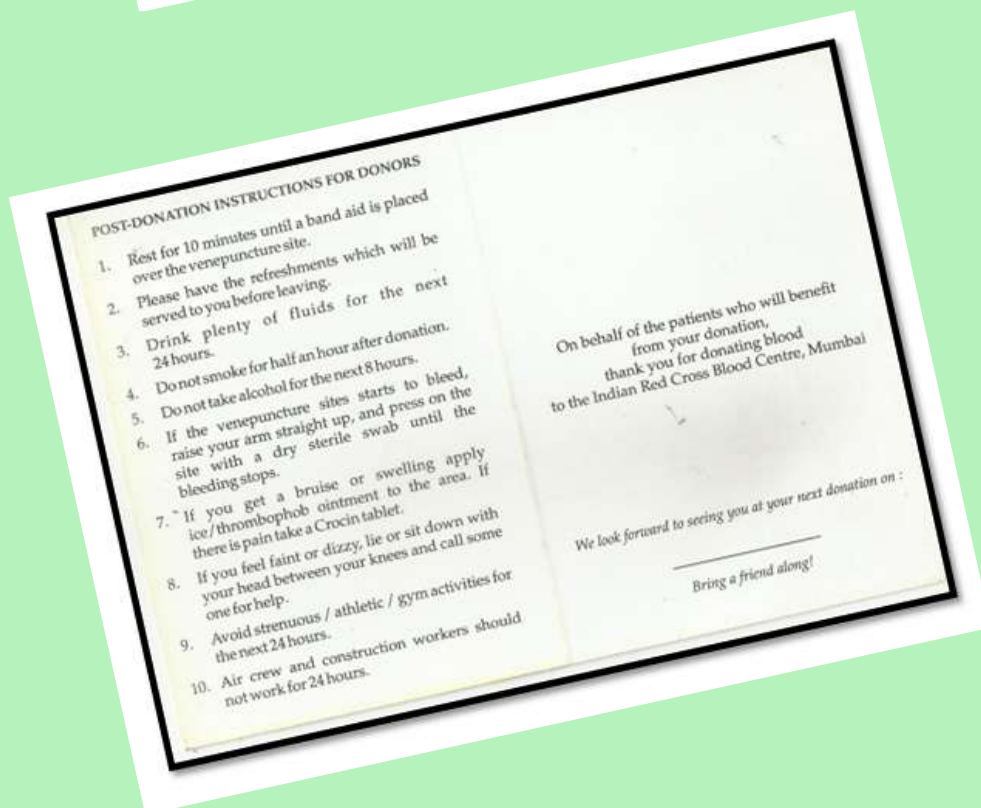 POST-DONATION INSTRUCTIONS FOR DONORS
1. Rest for 10 minutes until a band aid is placed
over the venepuncture site.
2. Please have the refreshments which will be
served to you before leaving.
3. Drink plenty of fluids for the next
24 hours.
4. Do not smoke for half an hour after donation.
5. Do not take alcohol for the next 8 hours.
6. If the venepuncture sites starts to bleed,
raise your arm straight up, and press on the
site with a dry sterile swab until the
bleeding stops.
7. If you get a bruise or swelling apply
ice/thrombophob ointment to the area. If
there is pain take a Crocin tablet.
8. If you feel faint or dizzy, lie or sit down with
your head between your knees and call some
one for help.
9. Avoid strenuous / athletic / gym activities for
the next 24 hours.
10. Air crew and construction workers should
not work for 24 hours.
On behalf of the patients who will benefit
from your donation,
thank you for donating blood
to the Indian Red Cross Blood Centre, Mumbai
We look forward to seeing you at your next donation on :
Bring a friend along!